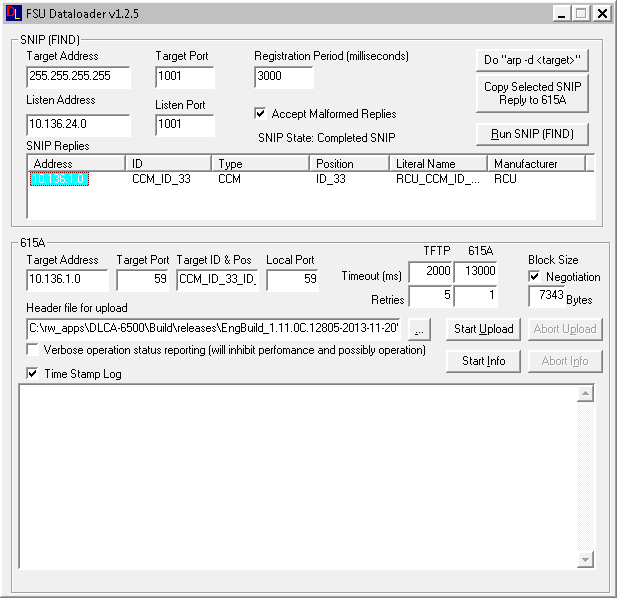 DL FSU Dataloader v1.2.5
SNIP (FIND)
Target Address Target Port Registration Period (milliseconds)
255.255.255.255 1001 3000
Do "arp -d <target>"
Listen Address Listen Port
10.136.24.0 1001
Accept Malformed Replies
Copy Selected SNIP
Reply to 615A
SNIP State: Completed SNIP
Run SNIP (FIND)
SNIP Replies
Address ID Type Position Literal Name Manufacturer
10.136.1.0 CCM_ID_33 CCM ID_33 RCU_CCM_ID_... RCU
615A
Target Address Target Port Target ID & Pos Local Port
10.136.1.0 59 CCM_ID_33_ID_ 59
TFTP 615A
Timeout (ms) 2000 13000
Retries 5 1
Block Size
Negotiation
7343 Bytes
Header file for upload
C:\rw_apps\DLCA-6500\Build\releases\EngBuild_1.11.0C.12805-2013-11-20'
...
Start Upload Abort Upload
Verbose operation status reporting (will inhibit perfomance and possibly operation)
Start Info Abort Info
Time Stamp Log